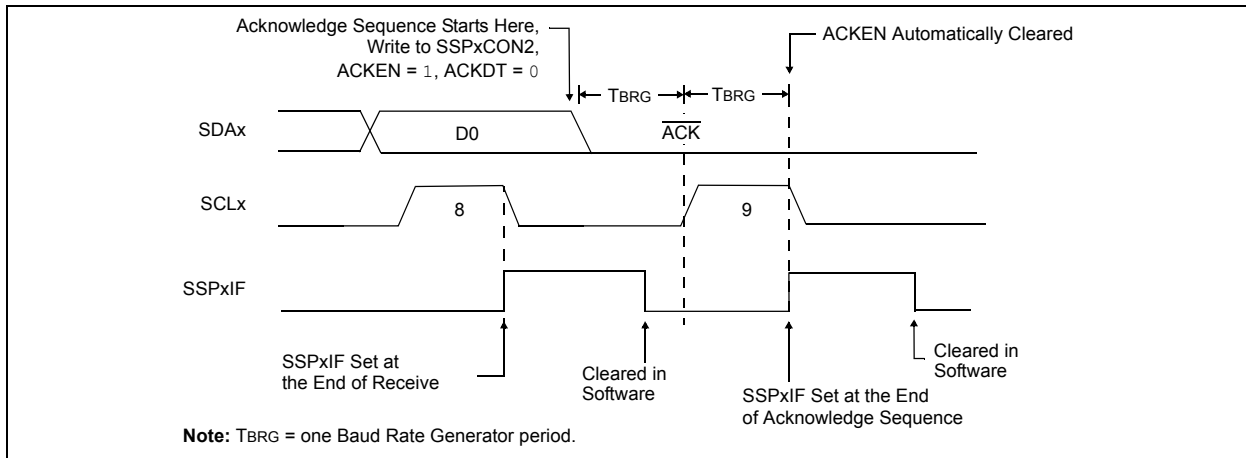 Acknowledge Sequence Starts Here,
Write to SSPxCON2,
ACKEN = 1, ACKDT = 0
ACKEN Automatically Cleared
TBRG
TBRG
SDAx
D0
ACK
SCLx
8
9
SSPxIF
SSPxIF Set at
the End of Receive
Cleared in
Software
SSPxIF Set at the End
of Acknowledge Sequence
Cleared in
Software
Note: TBRG = one Baud Rate Generator period.